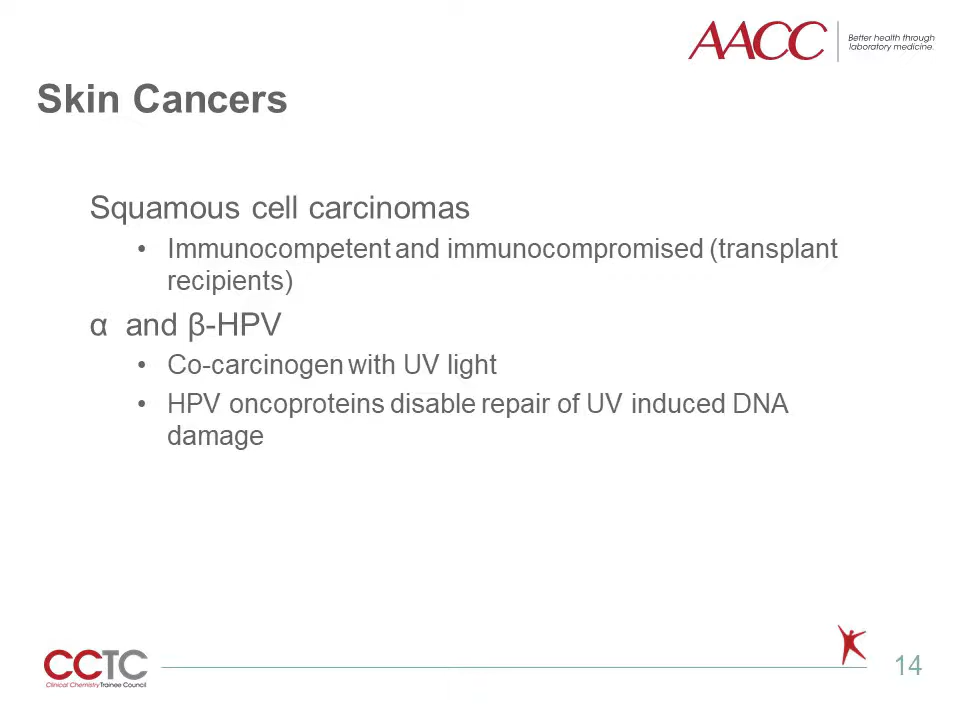 AACC
Better health through
laboratory medicine.
Skin Cancers
Squamous cell carcinomas
• Immunocompetent and immunocompromised (transplant
recipients)
α and β-HPV
• Co-carcinogen with UV light
• HPV oncoproteins disable repair of UV induced DNA
damage
CCTC
Clinical Chemistry Trainee Council
14